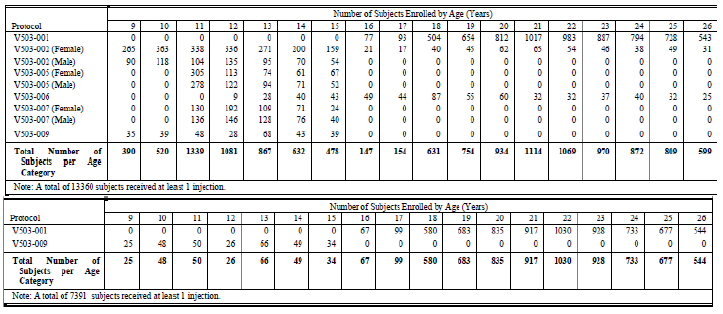 Number of Subjects Enrolled by Age (Years)
Protocol 9 10 11 12 13 14 15 16 17 18 19 20 21 22 23 24 25 26
V503-001 0 0 0 0 0 0 0 77 93 504 654 812 1017 983 887 794 728 543
V503-002 (Female) 265 363 338 336 271 200 159 21 17 40 45 62 65 54 46 38 49 31
V503-002 (Male) 90 118 104 135 95 70 54 0 0 0 0 0 0 0 0 0 0 0
V503-005 (Female) 0 0 305 113 74 61 67 0 0 0 0 0 0 0 0 0 0 0
V503-005 (Male) 0 0 278 122 94 71 52 0 0 0 0 0 0 0 0 0 0 0
V503-006 0 0 0 9 28 40 43 49 44 87 55 60 32 32 37 40 32 25
V503-007 (Female) 0 0 130 192 109 71 24 0 0 0 0 0 0 0 0 0 0 0
V503-007 (Male) 0 0 136 146 128 76 40 0 0 0 0 0 0 0 0 0 0 0
V503-009 35 39 48 28 68 43 39 0 0 0 0 0 0 0 0 0 0 0
Total Number of 390 520 1339 1081 867 632 478 147 154 631 754 934 1114 1069 970 872 809 599
Subjects per Age
Category
Note: A total of 13360 subjects received at least 1 injection.
Number of Subjects Enrolled by Age (Years)
Protocol 9 10 11 12 13 14 15 16 17 18 19 20 21 22 23 24 25 26
V503-001 0 0 0 0 0 0 0 67 99 580 683 835 917 1030 928 733 677 544
V503-009 25 48 50 26 66 49 34 0 0 0 0 0 0 0 0 0 0 0
Total Number of 25 48 50 26 66 49 34 67 99 580 683 835 917 1030 928 733 677 544
Subjects per Age
Category
Note: A total of 7391 subjects received at least 1 injection.